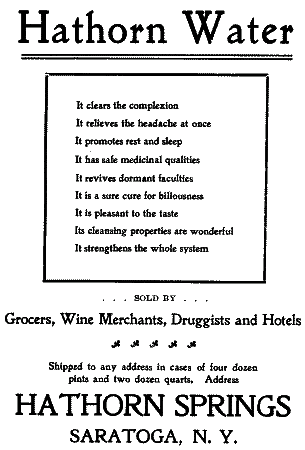 Hathorn Water
It clears the complexion
It relieves the headache at once
It promotes rest and sleep
It has safe medicinal qualities
It revives dormant faculties
It is a sure cure for biliousness
It is pleasant to the taste
Its cleansing properties are wonderful
It strengthens the whole system
. . . SOLD BY . . .
Grocers, Wine Merchants, Druggists and Hotels
Shipped to any address in cases of four dozen
pints and two dozen quarts. Address
HATHORN SPRINGS
SARATOGA, N. Y.